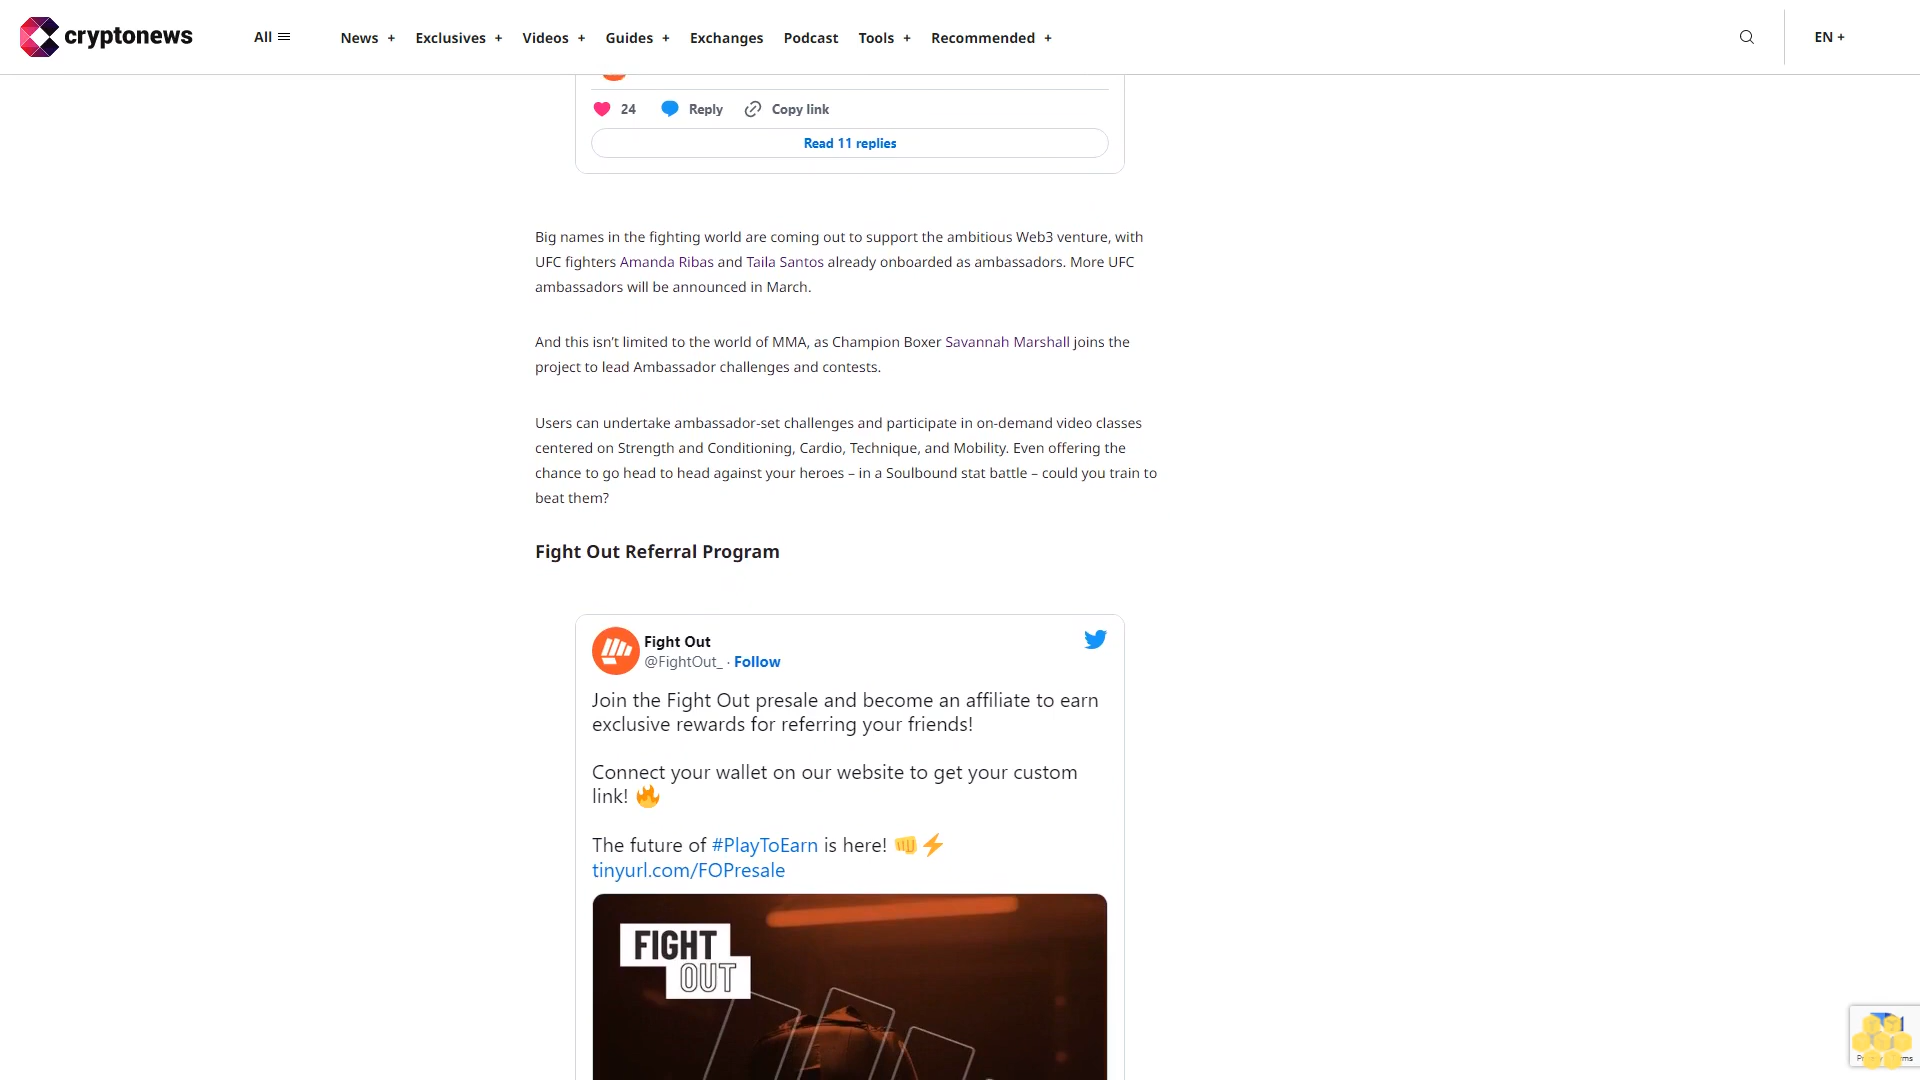 cryptonews
All
News +
Exclusives +
Videos +
Guides +
Exchanges
Podcast
Tools +
Recommended +
EN +
24
Reply
Copy link
Read 11 replies
Big names in the fighting world are coming out to support the ambitious Web3 venture, with
UFC fighters Amanda Ribas and Taila Santos already onboarded as ambassadors. More UFC
ambassadors will be announced in March.
And this isn’t limited to the world of MMA, as Champion Boxer Savannah Marshall joins the
project to lead Ambassador challenges and contests.
Users can undertake ambassador-set challenges and participate in on-demand video classes
centered on Strength and Conditioning, Cardio, Technique, and Mobility. Even offering the
chance to go head to head against your heroes – in a Soulbound stat battle – could you train to
beat them?
Fight Out Referral Program
Fight Out
@FightOut_ · Follow
Join the Fight Out presale and become an affiliate to earn
exclusive rewards for referring your friends!
Connect your wallet on our website to get your custom
link! 🔥
The future of #PlayToEarn is here! 👊⚡
tinyurl.com/FOPresale
FIGHT
OUT